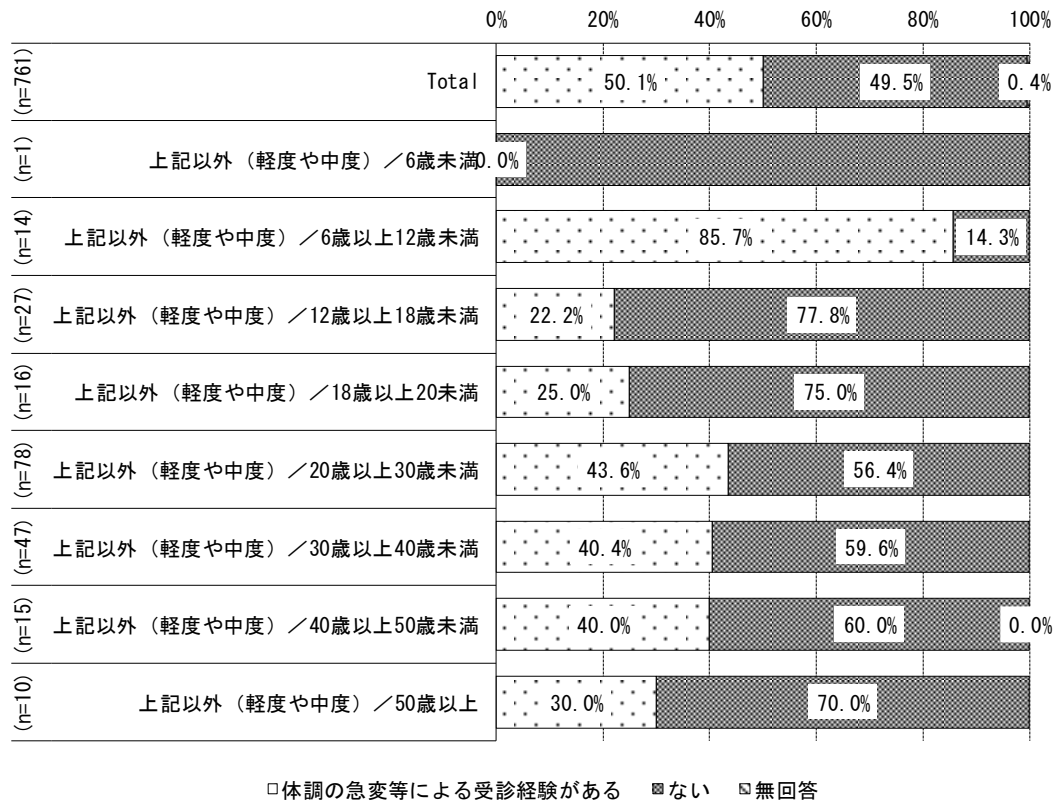 0% 20% 40% 60% 80% 100%
(n=761) Total 50.1% 49.5% 0.4%
(n=1) 上記以外（軽度や中度）／6歳未満 0.0%
(n=14) 上記以外（軽度や中度）／6歳以上12歳未満 85.7% 14.3%
(n=27) 上記以外（軽度や中度）／12歳以上18歳未満 22.2% 77.8%
(n=16) 上記以外（軽度や中度）／18歳以上20未満 25.0% 75.0%
(n=78) 上記以外（軽度や中度）／20歳以上30歳未満 43.6% 56.4%
(n=47) 上記以外（軽度や中度）／30歳以上40歳未満 40.4% 59.6%
(n=15) 上記以外（軽度や中度）／40歳以上50歳未満 40.0% 60.0% 0.0%
(n=10) 上記以外（軽度や中度）／50歳以上 30.0% 70.0%
体調の急変等による受診経験がある ない 無回答